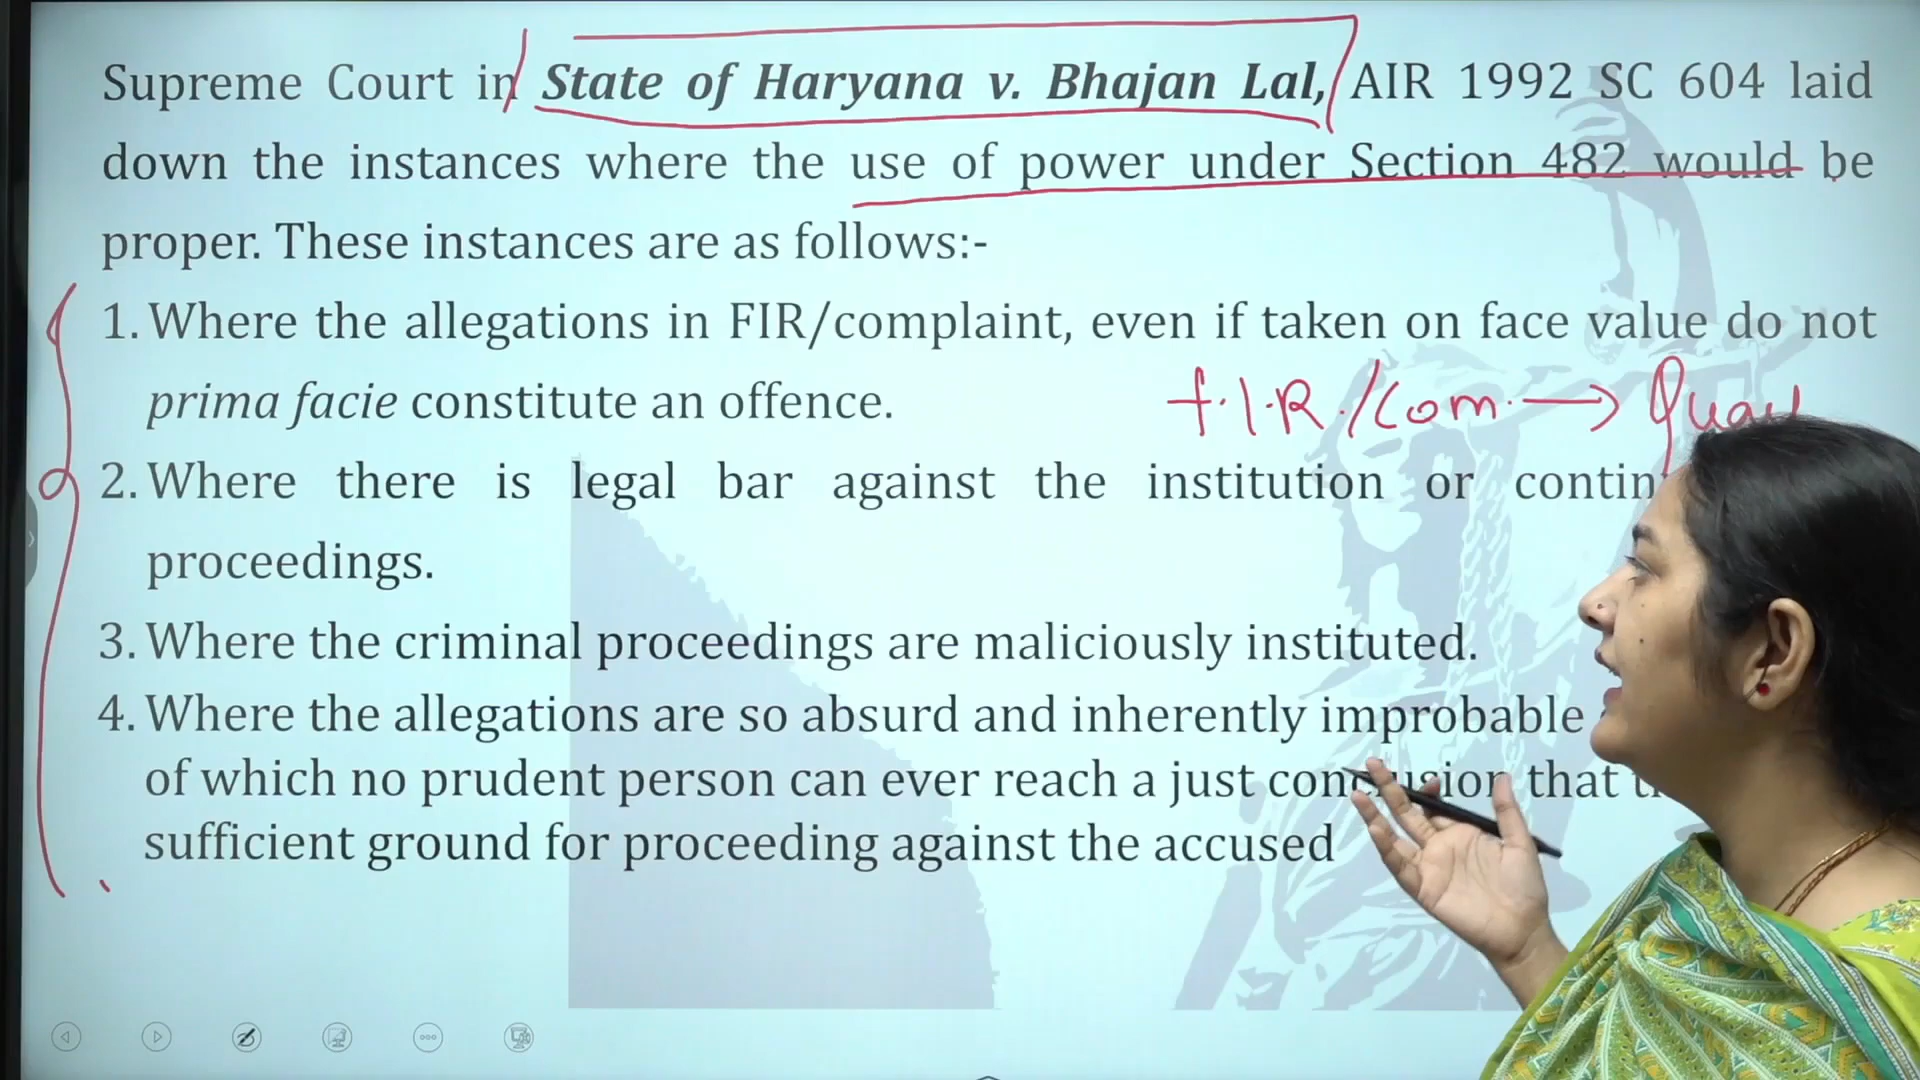 Supreme Court in State of Haryana v. Bhajan Lal, AIR 1992 SC 604 laid
down the instances where the use of power under Section 482 would be
proper. These instances are as follows:-
1. Where the allegations in FIR/complaint, even if taken on face value do not
prima facie constitute an offence.
f.I.R./Com. →
2. Where there is legal bar against the institution or
proceedings.
3. Where the criminal proceedings are maliciously instituted.
4. Where the allegations are so absurd and inherently improbable
of which no prudent person can ever reach a just conclusion that
sufficient ground for proceeding against the accused